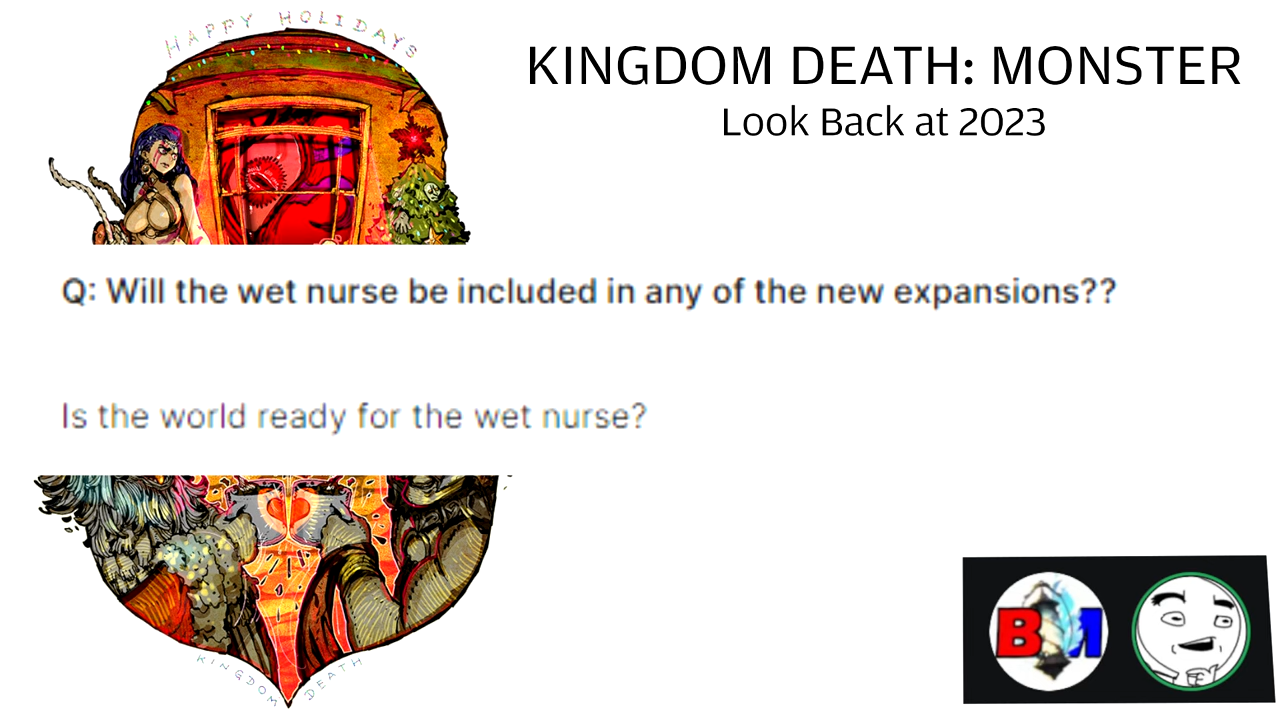 HAPPY HOLIDAYS
KINGDOM DEATH: MONSTER
Look Back at 2023
Q: Will the wet nurse be included in any of the new expansions??
Is the world ready for the wet nurse?
KINGDOM DEATH
B M